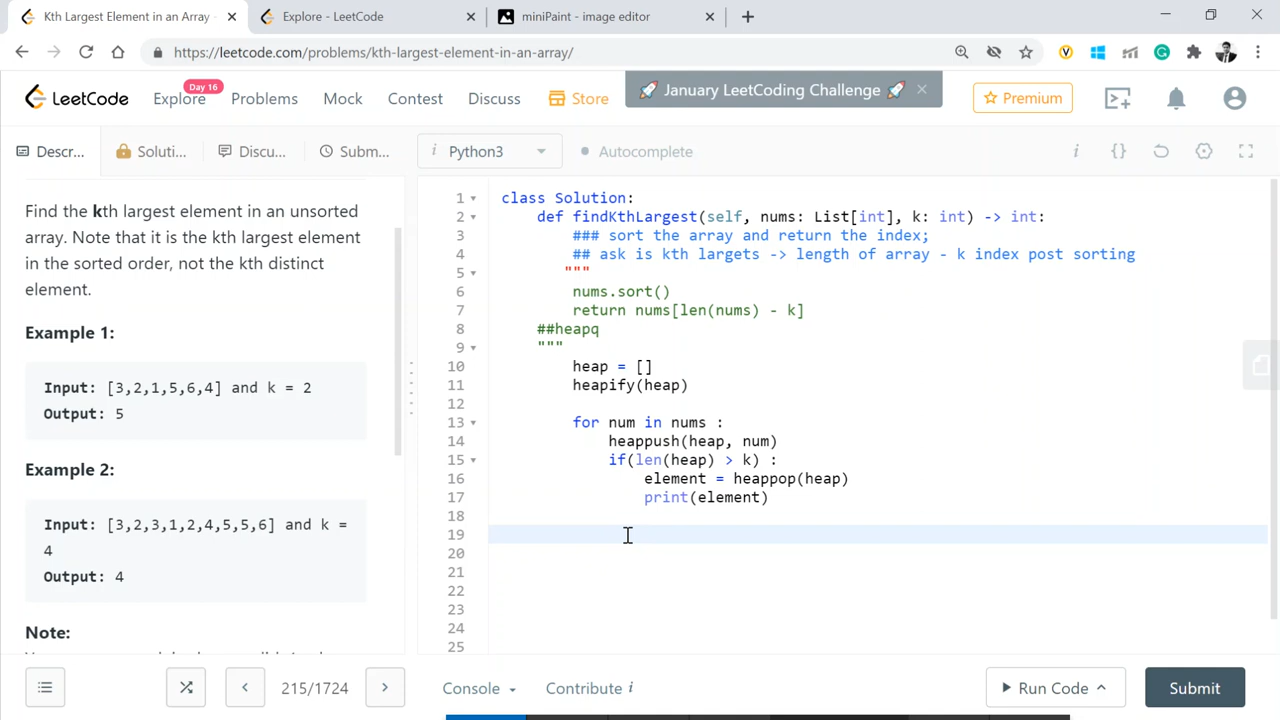 Kth Largest Element in an Array -
Explore - LeetCode
miniPaint - image editor
https://leetcode.com/problems/kth-largest-element-in-an-array/
LeetCode
Explore
Day 16
Problems
Mock
Contest
Discuss
Store
🚀 January LeetCoding Challenge 🚀
Premium
Descr...
Soluti...
Discu...
Subm...
i Python3
Autocomplete
i
{}
Find the kth largest element in an unsorted
array. Note that it is the kth largest element
in the sorted order, not the kth distinct
element.
Example 1:
Input: [3,2,1,5,6,4] and k = 2
Output: 5
Example 2:
Input: [3,2,3,1,2,4,5,5,6] and k =
4
Output: 4
Note:
1 class Solution:
2 def findKthLargest(self, nums: List[int], k: int) -> int:
3 ### sort the array and return the index;
4 ## ask is kth largets -> length of array - k index post sorting
5 """
6 nums.sort()
7 return nums[len(nums) - k]
8 ##heapq
9 """
10 heap = []
11 heapify(heap)
12
13 for num in nums :
14 heappush(heap, num)
15 if(len(heap) > k) :
16 element = heappop(heap)
17 print(element)
18
19
20
21
22
23
24
25
215/1724
Console
Contribute i
Run Code
Submit